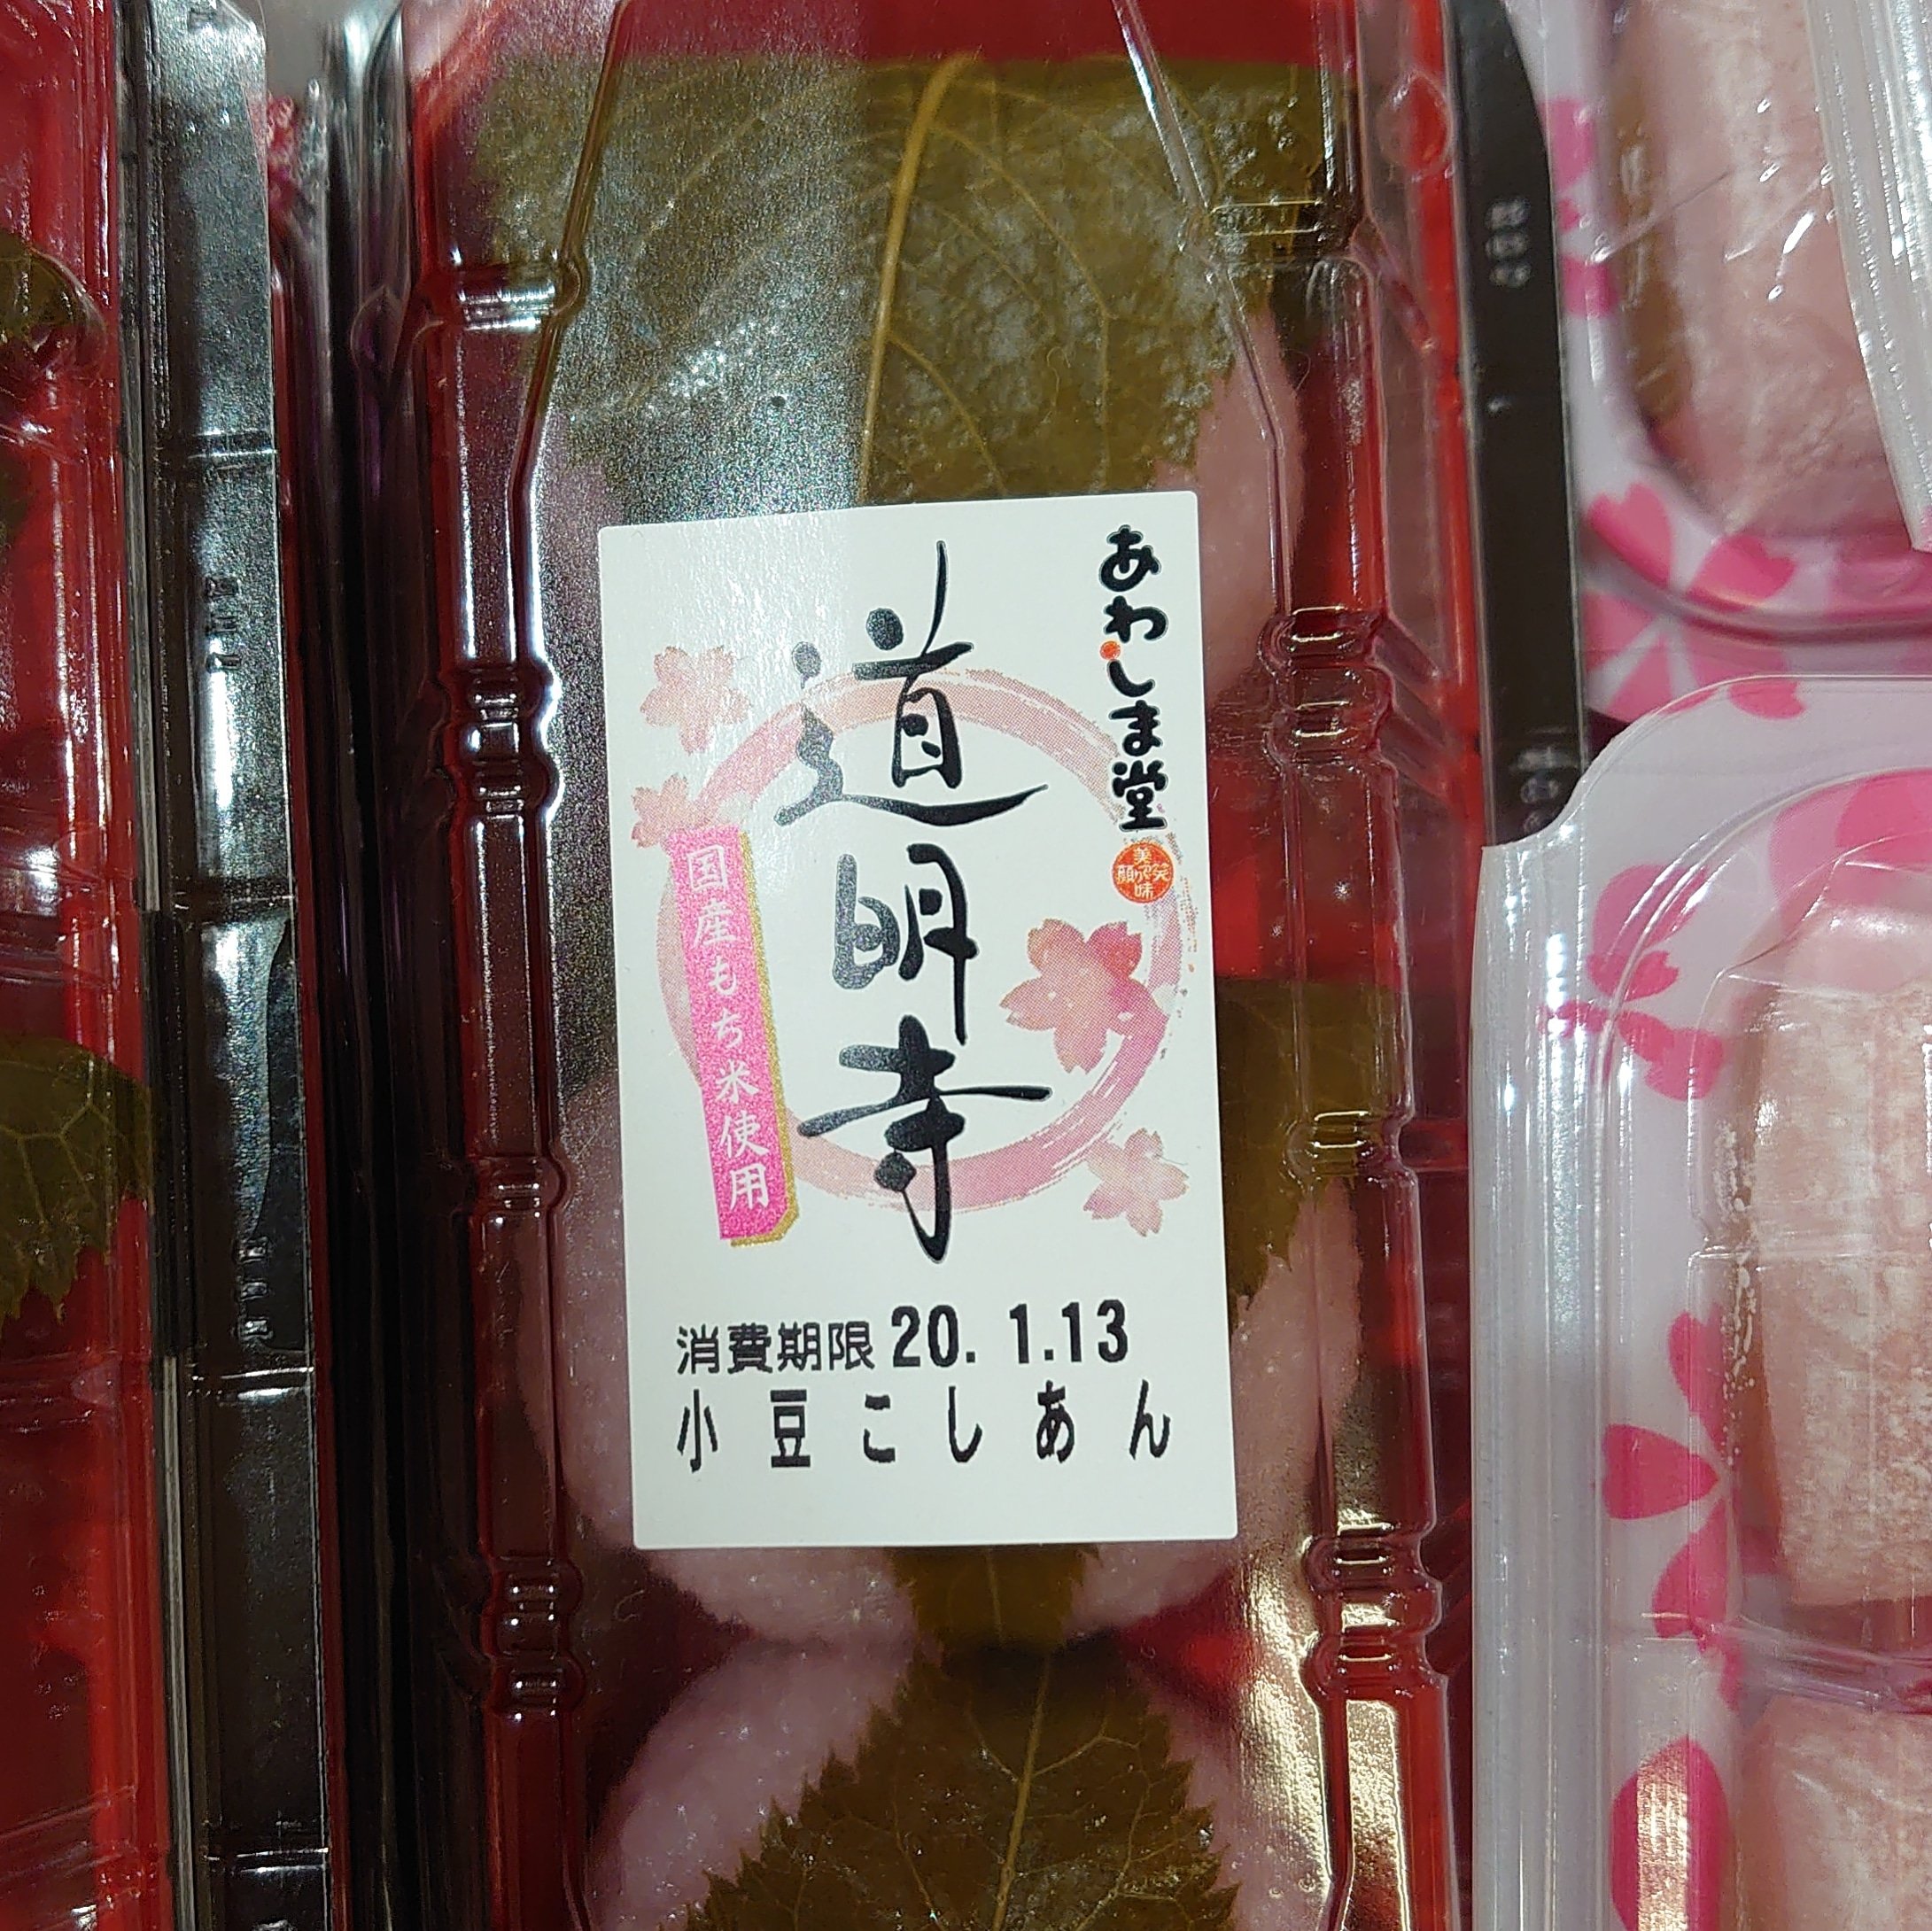 あわしま堂
道明寺
国産もち米使用
消費期限 20. 1.13
小豆こしあん